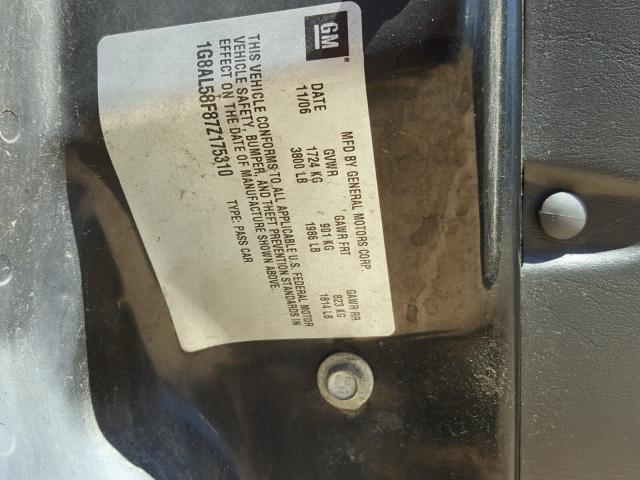 GM®
MFD BY GENERAL MOTORS CORP.
DATE GVWR GAWR FRT GAWR RR
11/06 1724 KG 901 KG 823 KG
3800 LB 1986 LB 1814 LB
THIS VEHICLE CONFORMS TO ALL APPLICABLE U.S. FEDERAL MOTOR
VEHICLE SAFETY, BUMPER, AND THEFT PREVENTION STANDARDS IN
EFFECT ON THE DATE OF MANUFACTURE SHOWN ABOVE.
1G8AL58F87Z175310 TYPE: PASS CAR